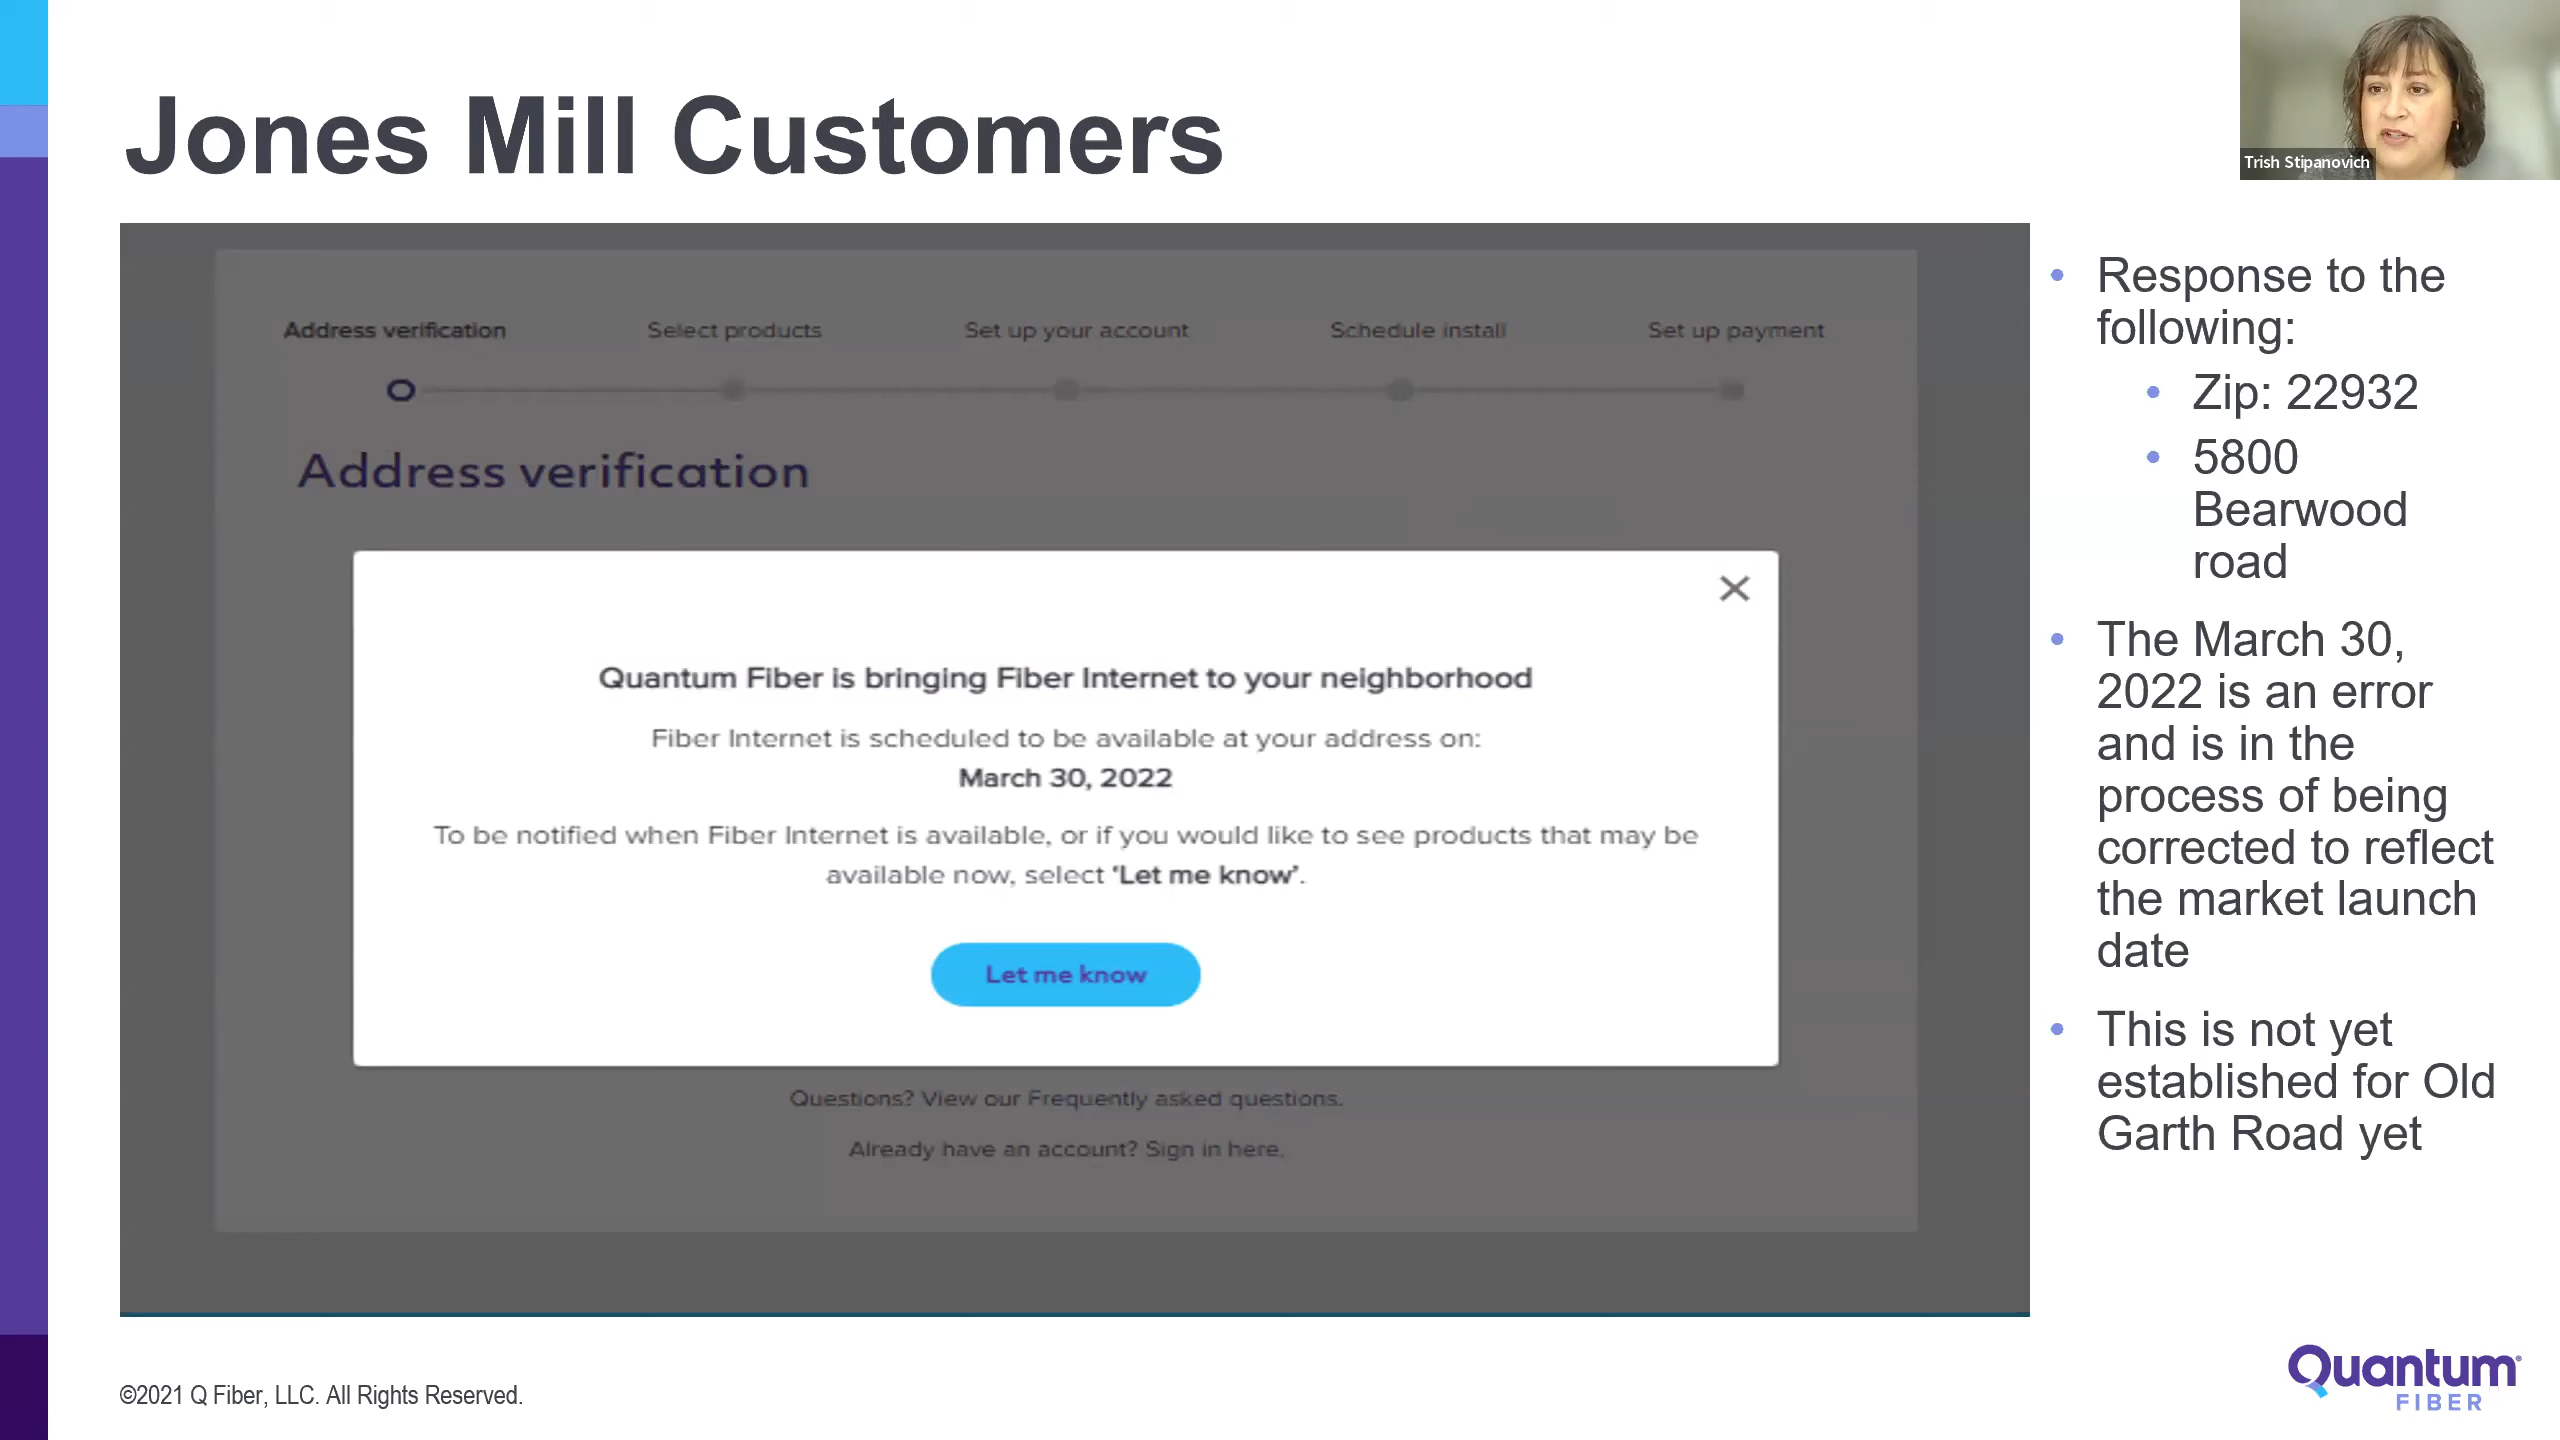 Jones Mill Customers
Trish Stipanovich
Address verification
Select products
Set up your account
Schedule install
Set up payment
Address verification
Quantum Fiber is bringing Fiber Internet to your neighborhood
Fiber Internet is scheduled to be available at your address on:
March 30, 2022
To be notified when Fiber Internet is available, or if you would like to see products that may be
available now, select 'Let me know'.
Let me know
Questions? View our Frequently asked questions.
Already have an account? Sign in here.
• Response to the
following:
• Zip: 22932
• 5800
Bearwood
road
• The March 30,
2022 is an error
and is in the
process of being
corrected to reflect
the market launch
date
• This is not yet
established for Old
Garth Road yet
©2021 Q Fiber, LLC. All Rights Reserved.
Quantum®
FIBER